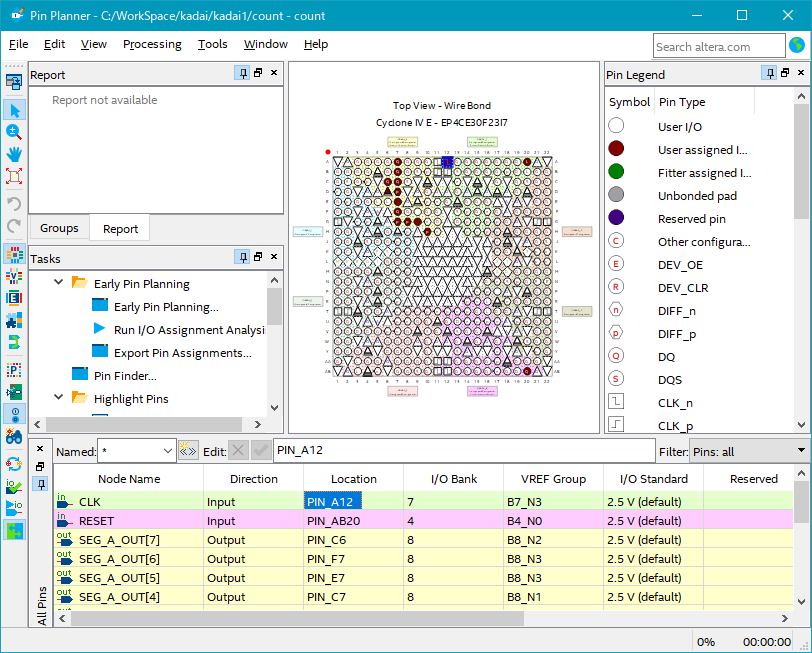 Pin Planner - C:/WorkSpace/kadai/kadai1/count - count
File Edit View Processing Tools Window Help
Search altera.com
Report
Report not available
Groups Report
Tasks
Early Pin Planning
Early Pin Planning...
Run I/O Assignment Analysi
Export Pin Assignments...
Pin Finder...
Highlight Pins
Top View - Wire Bond
Cyclone IV E - EP4CE30F23I7
Pin Legend
Symbol Pin Type
User I/O
User assigned I...
Fitter assigned I...
Unbonded pad
Reserved pin
C Other configura...
E DEV_OE
R DEV_CLR
n DIFF_n
p DIFF_p
Q DQ
S DQS
CLK_n
CLK_p
Named: * Edit: PIN_A12 Filter: Pins: all
All Pins
Node Name Direction Location I/O Bank VREF Group I/O Standard Reserved
in CLK Input PIN_A12 7 B7_N3 2.5 V (default)
in RESET Input PIN_AB20 4 B4_N0 2.5 V (default)
out SEG_A_OUT[7] Output PIN_C6 8 B8_N2 2.5 V (default)
out SEG_A_OUT[6] Output PIN_F7 8 B8_N3 2.5 V (default)
out SEG_A_OUT[5] Output PIN_E7 8 B8_N3 2.5 V (default)
out SEG_A_OUT[4] Output PIN_C7 8 B8_N1 2.5 V (default)
0% 00:00:00